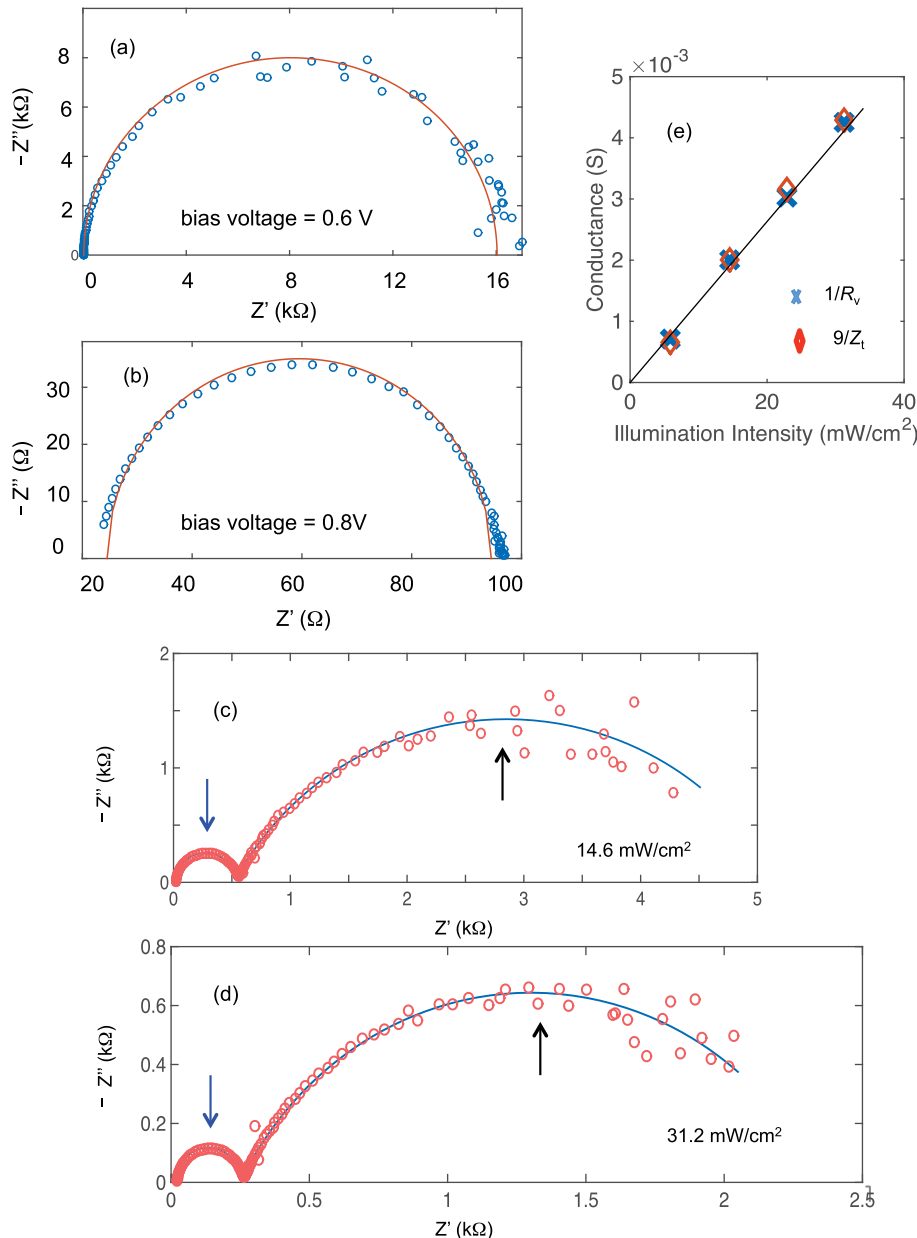 (a)
8
6
4
2
0
− Z''(kΩ)
bias voltage = 0.6 V
0
4
8
12
16
Z' (kΩ)
(b)
30
20
10
0
− Z'' (Ω)
bias voltage = 0.8V
20
40
60
80
100
Z' (Ω)
×10⁻³
(e)
5
4
3
2
1
0
Conductance (S)
1/Rᵥ
9/Zₜ
0
20
40
Illumination Intensity (mW/cm²)
(c)
2
1
0
− Z'' (kΩ)
14.6 mW/cm²
0
1
2
3
4
5
Z' (kΩ)
(d)
0.8
0.6
0.4
0.2
0
− Z'' (kΩ)
31.2 mW/cm²
0
0.5
1
1.5
2
2.5
Z' (kΩ)